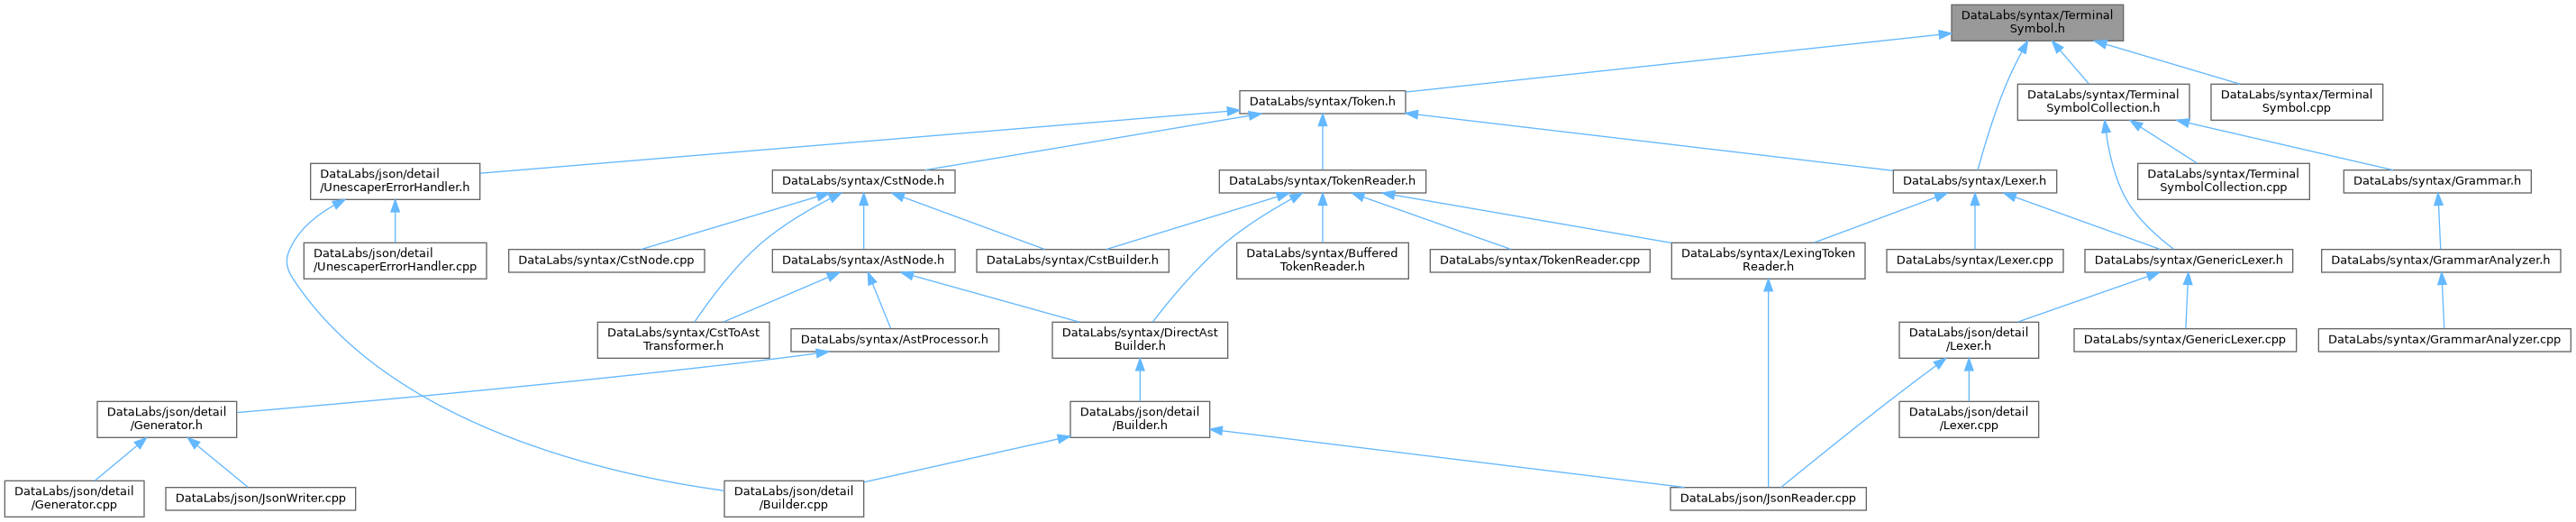 DataLabs/syntax/Terminal
Symbol.h
DataLabs/syntax/Token.h
DataLabs/syntax/Terminal
SymbolCollection.h
DataLabs/syntax/Terminal
Symbol.cpp
DataLabs/json/detail
/UnescaperErrorHandler.h
DataLabs/syntax/CstNode.h
DataLabs/syntax/TokenReader.h
DataLabs/syntax/Lexer.h
DataLabs/syntax/Terminal
SymbolCollection.cpp
DataLabs/syntax/Grammar.h
DataLabs/json/detail
/UnescaperErrorHandler.cpp
DataLabs/syntax/CstNode.cpp
DataLabs/syntax/AstNode.h
DataLabs/syntax/CstBuilder.h
DataLabs/syntax/Buffered
TokenReader.h
DataLabs/syntax/TokenReader.cpp
DataLabs/syntax/LexingToken
Reader.h
DataLabs/syntax/Lexer.cpp
DataLabs/syntax/GenericLexer.h
DataLabs/syntax/GrammarAnalyzer.h
DataLabs/syntax/CstToAst
Transformer.h
DataLabs/syntax/AstProcessor.h
DataLabs/syntax/DirectAst
Builder.h
DataLabs/json/detail
/Lexer.h
DataLabs/syntax/GenericLexer.cpp
DataLabs/syntax/GrammarAnalyzer.cpp
DataLabs/json/detail
/Generator.h
DataLabs/json/detail
/Builder.h
DataLabs/json/detail
/Lexer.cpp
DataLabs/json/detail
/Generator.cpp
DataLabs/json/JsonWriter.cpp
DataLabs/json/detail
/Builder.cpp
DataLabs/json/JsonReader.cpp